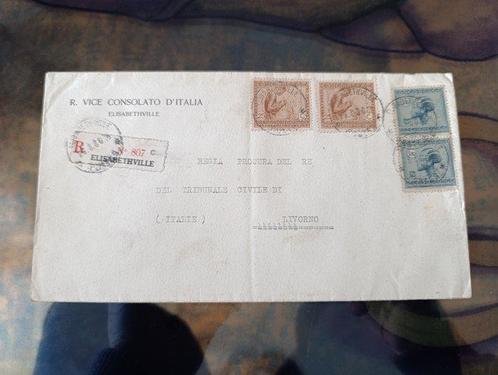 R. VICE CONSOLATO D'ITALIA
ELISABETHVILLE
R
N° 807
ELISABETHVILLE
REGIA PROCURA DEL RE
DEL TRIBUNALE CIVILE DI
(ITALIE) LIVORNO